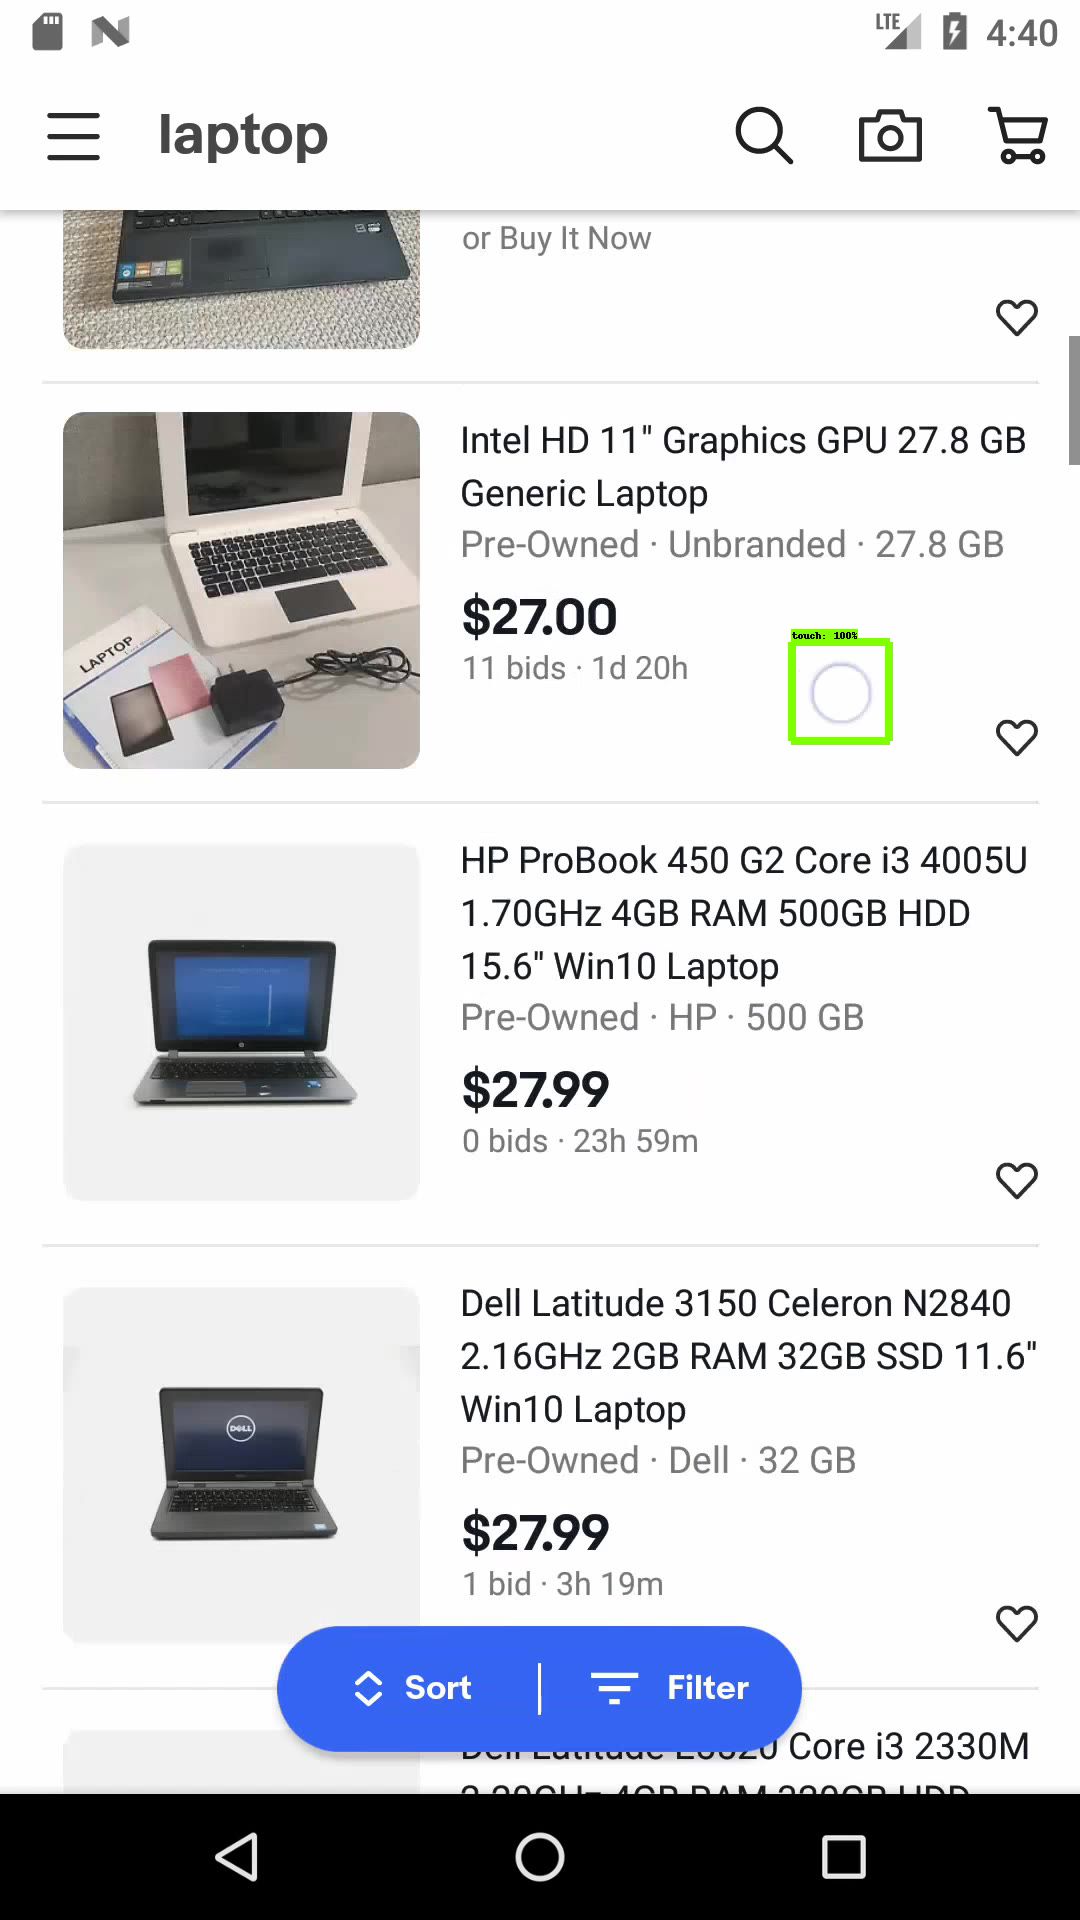 LTE 4:40
laptop
or Buy It Now
Intel HD 11" Graphics GPU 27.8 GB
Generic Laptop
Pre-Owned · Unbranded · 27.8 GB
$27.00
touch: 100%
11 bids · 1d 20h
LAPTOP
HP ProBook 450 G2 Core i3 4005U
1.70GHz 4GB RAM 500GB HDD
15.6" Win10 Laptop
Pre-Owned · HP · 500 GB
$27.99
0 bids · 23h 59m
Dell Latitude 3150 Celeron N2840
2.16GHz 2GB RAM 32GB SSD 11.6"
Win10 Laptop
DELL
Pre-Owned · Dell · 32 GB
$27.99
1 bid · 3h 19m
Sort
Filter
Dell Latitude Core i3 2330M